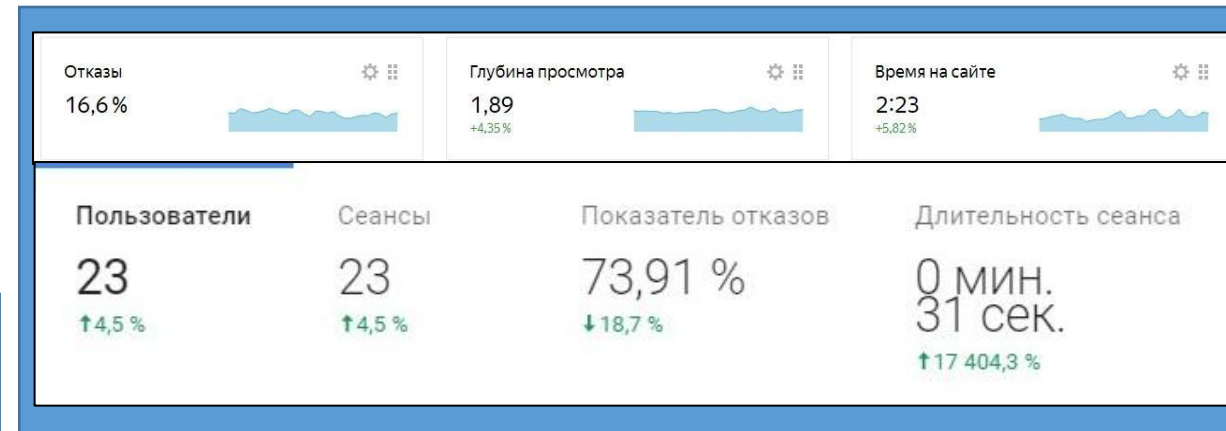 Отказы
16,6 %
Глубина просмотра
1,89
+4,35 %
Время на сайте
2:23
+5,82 %
Пользователи
23
↑4,5 %
Сеансы
23
↑4,5 %
Показатель отказов
73,91 %
↓18,7 %
Длительность сеанса
0 мин.
31 сек.
↑17 404,3 %